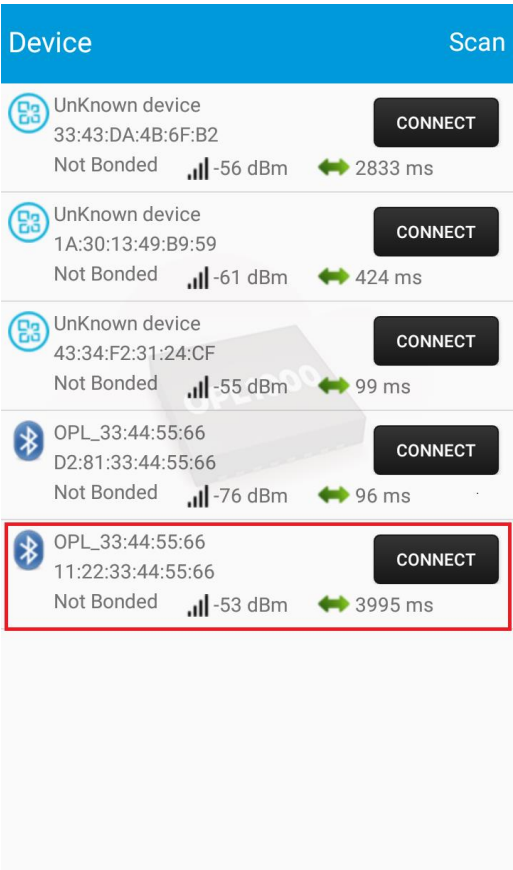 Device Scan
UnKnown device
33:43:DA:4B:6F:B2
CONNECT
Not Bonded -56 dBm 2833 ms
UnKnown device
1A:30:13:49:B9:59
CONNECT
Not Bonded -61 dBm 424 ms
UnKnown device
43:34:F2:31:24:CF
CONNECT
Not Bonded -55 dBm 99 ms
OPL1000
OPL_33:44:55:66
D2:81:33:44:55:66
CONNECT
Not Bonded -76 dBm 96 ms
OPL_33:44:55:66
11:22:33:44:55:66
CONNECT
Not Bonded -53 dBm 3995 ms